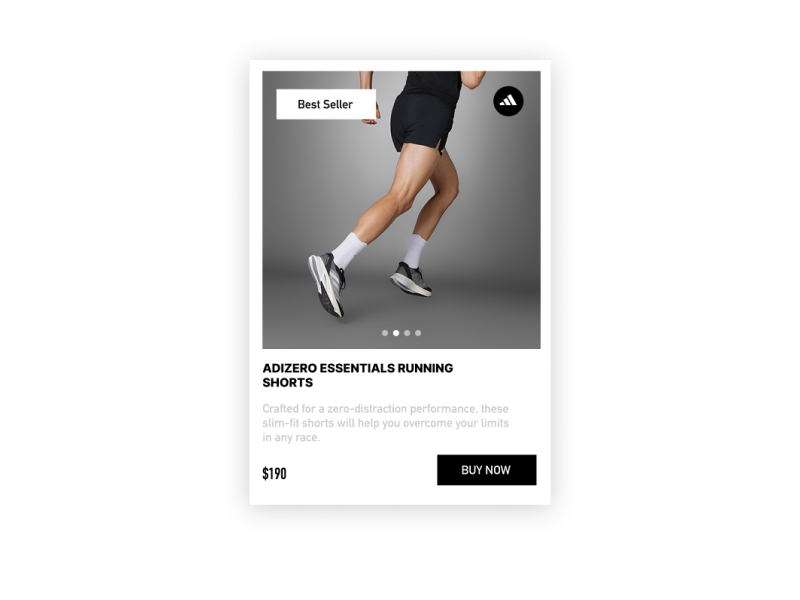 Best Seller
ADIZERO ESSENTIALS RUNNING
SHORTS
Crafted for a zero-distraction performance, these
slim-fit shorts will help you overcome your limits
in any race.
$190
BUY NOW